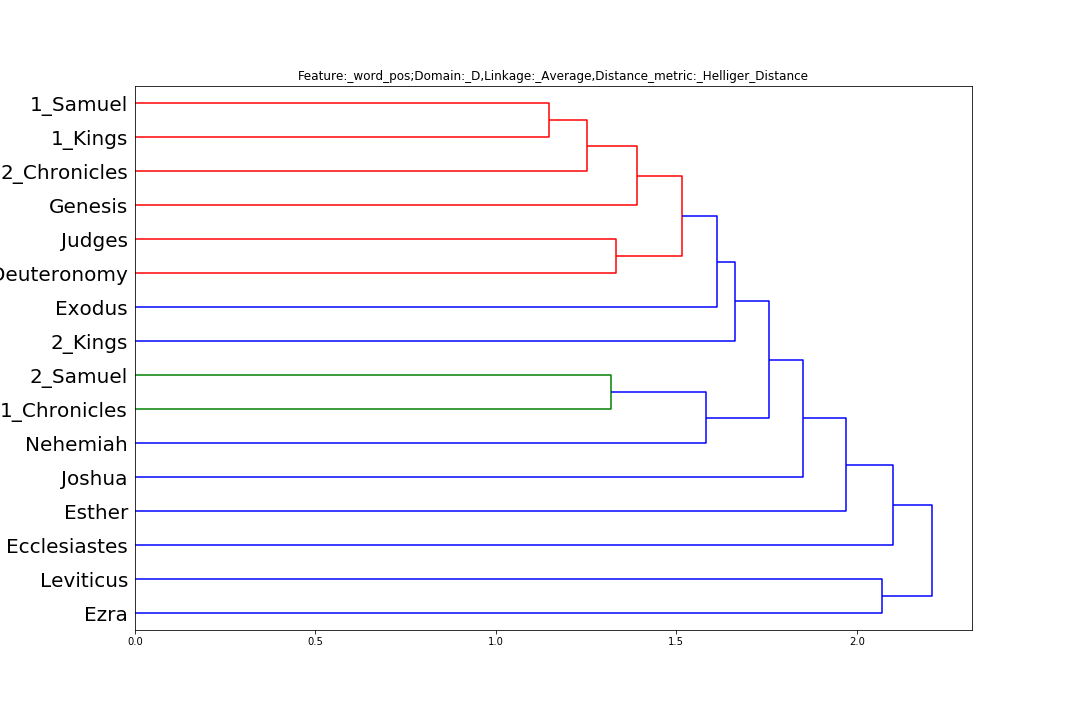 Feature:_word_pos;Domain:_D,Linkage:_Average,Distance_metric:_Helliger_Distance
1_Samuel
1_Kings
2_Chronicles
Genesis
Judges
Deuteronomy
Exodus
2_Kings
2_Samuel
1_Chronicles
Nehemiah
Joshua
Esther
Ecclesiastes
Leviticus
Ezra
0.0 0.5 1.0 1.5 2.0